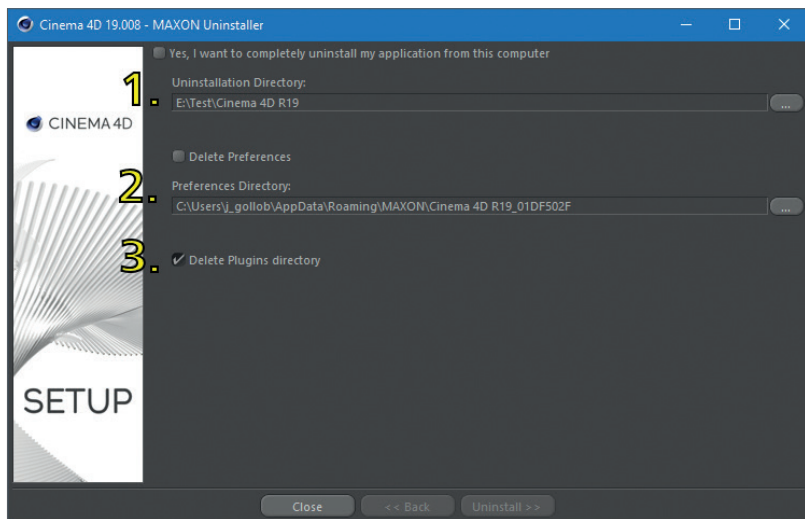 Cinema 4D 19.008 - MAXON Uninstaller
Yes, I want to completely uninstall my application from this computer
1.
Uninstallation Directory:
E:\Test\Cinema 4D R19
...
CINEMA 4D
Delete Preferences
2.
Preferences Directory:
C:\Users\j_gollob\AppData\Roaming\MAXON\Cinema 4D R19_01DF502F
...
3.
Delete Plugins directory
SETUP
Close
<< Back
Uninstall >>